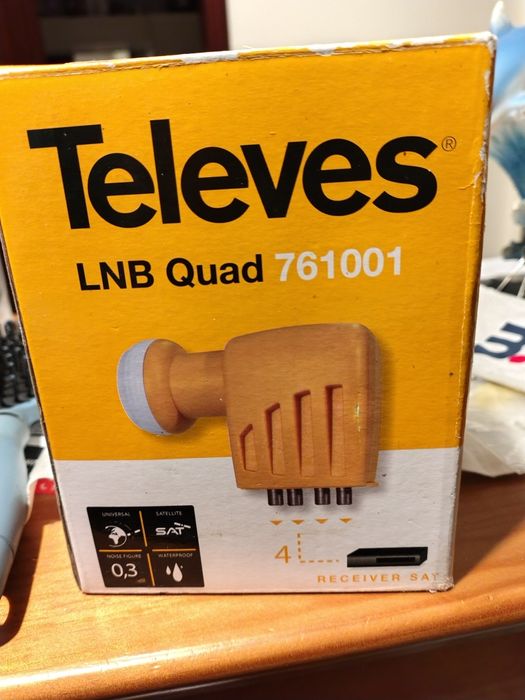 Televes®
LNB Quad 761001
UNIVERSAL
SATELLITE
SAT
NOISE FIGURE
WATERPROOF
0,3
4
RECEIVER SAT